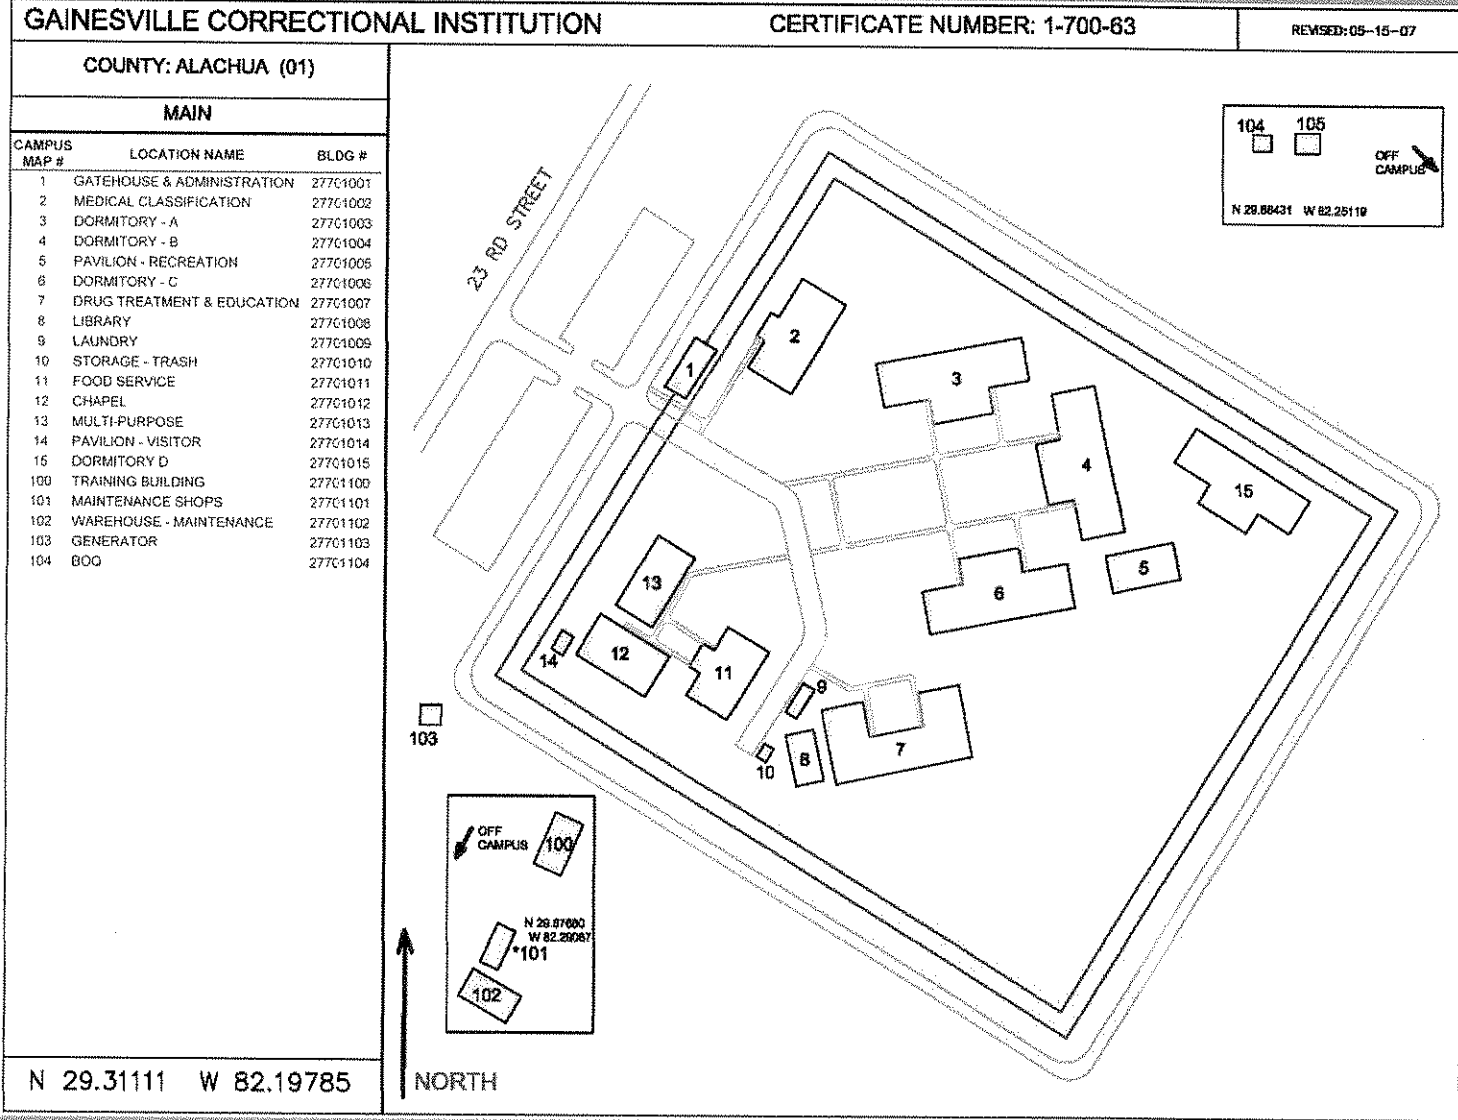 GAINESVILLE CORRECTIONAL INSTITUTION CERTIFICATE NUMBER: 1-700-63 REVISED: 05-15-07
COUNTY: ALACHUA (01)
MAIN
CAMPUS MAP # LOCATION NAME BLDG #
1 GATEHOUSE & ADMINISTRATION 27701001
2 MEDICAL CLASSIFICATION 27701002
3 DORMITORY - A 27701003
4 DORMITORY - B 27701004
5 PAVILION - RECREATION 27701005
6 DORMITORY - C 27701006
7 DRUG TREATMENT & EDUCATION 27701007
8 LIBRARY 27701008
9 LAUNDRY 27701009
10 STORAGE - TRASH 27701010
11 FOOD SERVICE 27701011
12 CHAPEL 27701012
13 MULTI-PURPOSE 27701013
14 PAVILION - VISITOR 27701014
15 DORMITORY D 27701015
100 TRAINING BUILDING 27701100
101 MAINTENANCE SHOPS 27701101
102 WAREHOUSE - MAINTENANCE 27701102
103 GENERATOR 27701103
104 BOQ 27701104
N 29.31111 W 82.19785
23 RD STREET
104 105
OFF
CAMPUS
N 29.68431 W 82.25119
1
2
3
4
15
5
6
13
12
14
11
9
7
8
10
103
OFF
CAMPUS
100
W 82.29067
*101
102
NORTH